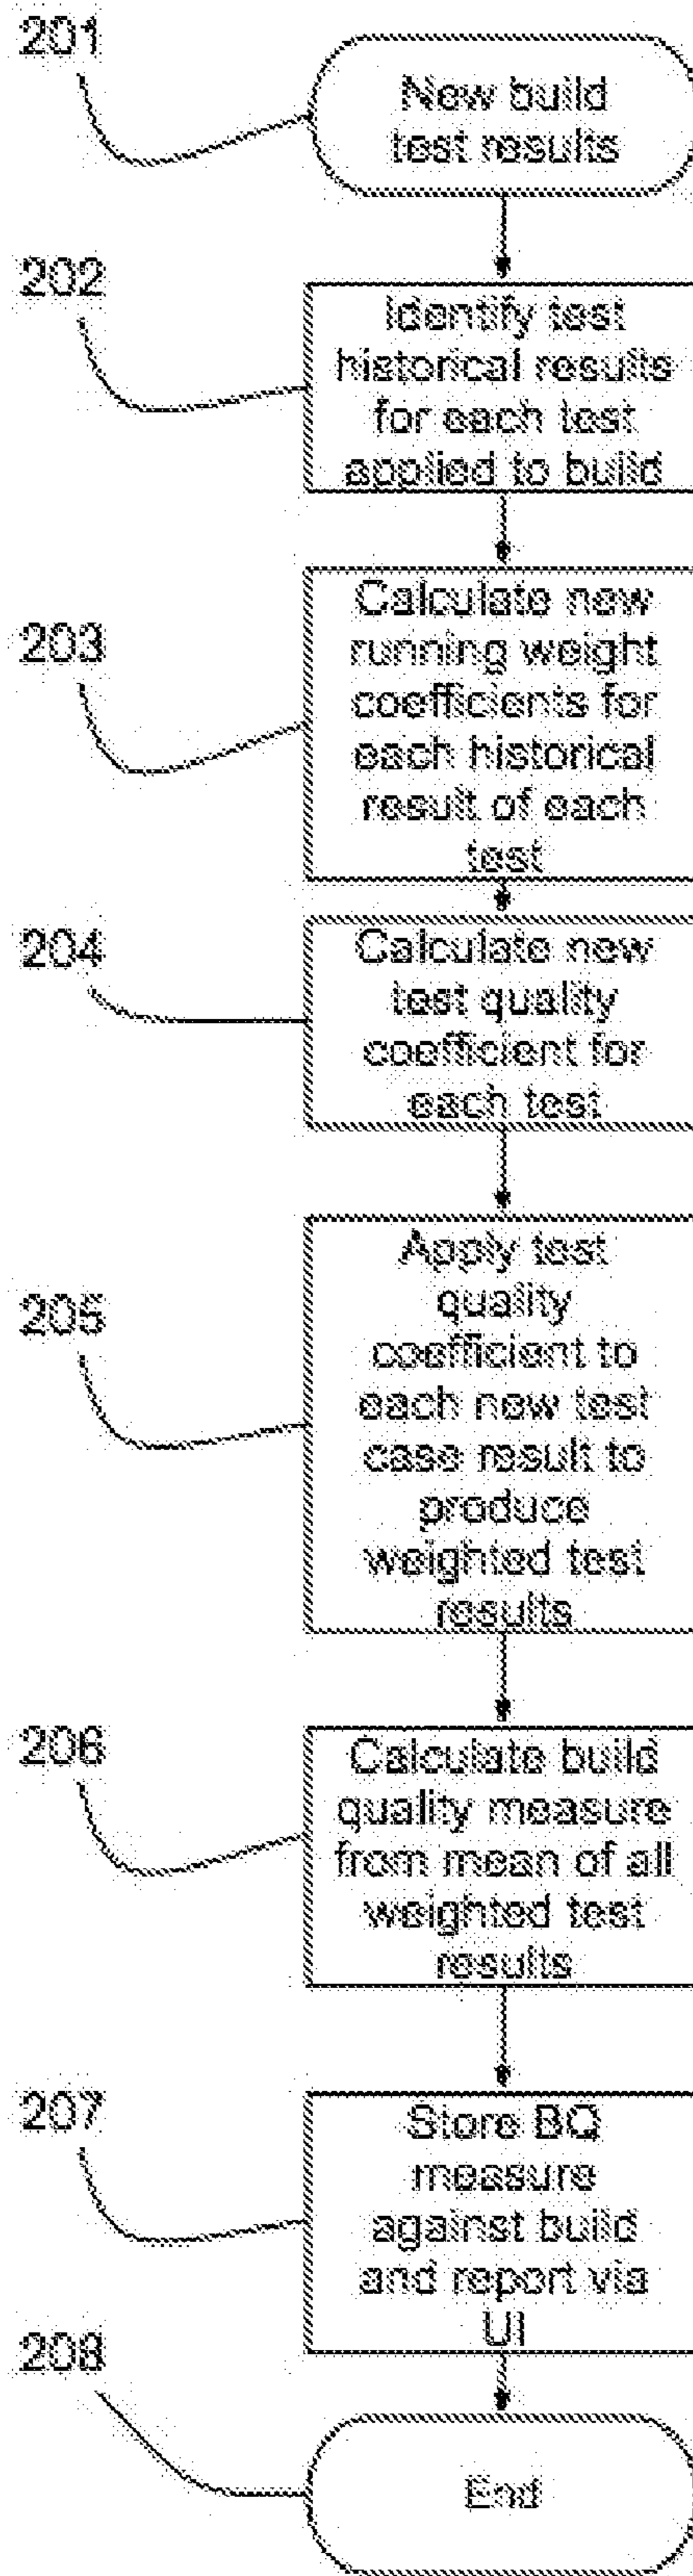 201
New build
test results
202
Identify test
historical results
for each test
applied to build
203
Calculate new
running weight
coefficients for
each historical
result of each
test
204
Calculate new
test quality
coefficient for
each test
205
Apply test
quality
coefficient to
each new test
case result to
produce
weighted test
results
206
Calculate build
quality measure
from mean of all
weighted test
results
207
Store BQ
measure
against build
and report via
UI
208
End